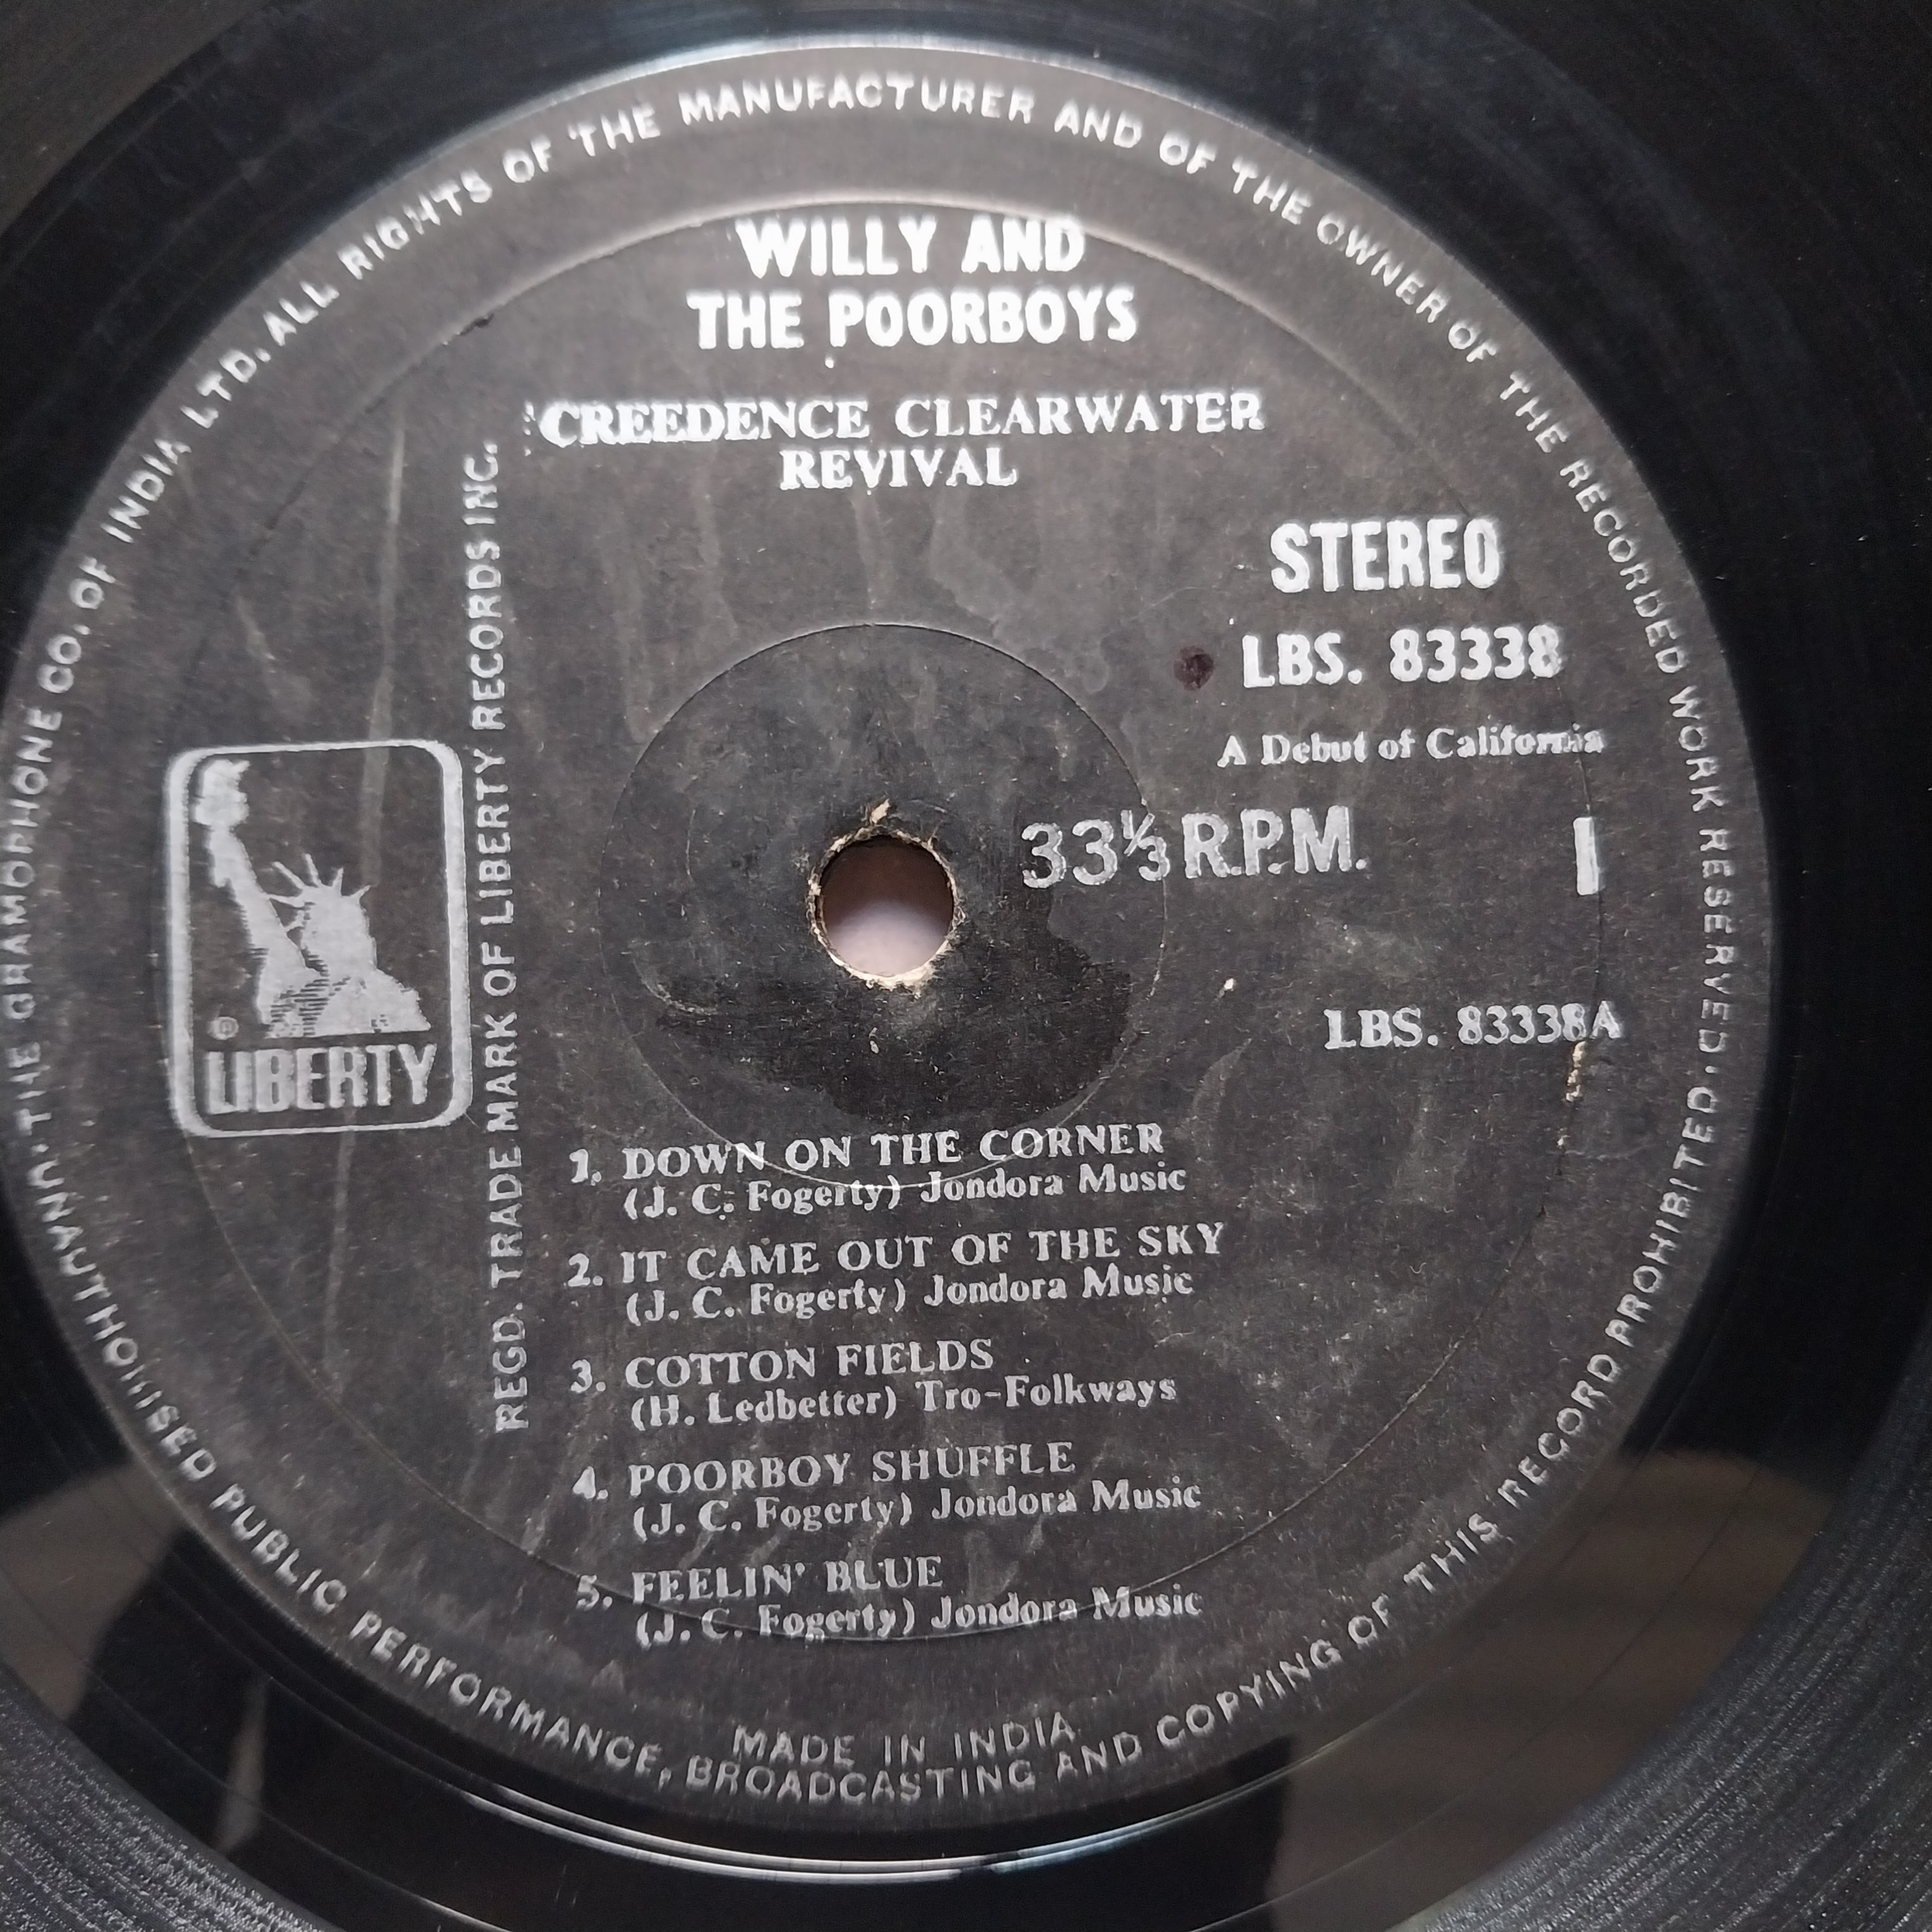 THE GRAMOPHONE CO. OF INDIA LTD. ALL RIGHTS OF THE MANUFACTURER AND OF THE OWNER OF THE RECORDED WORK RESERVED. UNAUTHORISED PUBLIC PERFORMANCE, BROADCASTING AND COPYING OF THIS RECORD PROHIBITED.
WILLY AND
THE POORBOYS
CREEDENCE CLEARWATER
REVIVAL
STEREO
LBS. 83338
A Debut of California
33⅓ R.P.M.
1
LBS. 83338A
LIBERTY
REGD. TRADE MARK OF LIBERTY RECORDS INC.
1. DOWN ON THE CORNER
(J. C. Fogerty) Jondora Music
2. IT CAME OUT OF THE SKY
(J. C. Fogerty) Jondora Music
3. COTTON FIELDS
(H. Ledbetter) Tro-Folkways
4. POORBOY SHUFFLE
(J. C. Fogerty) Jondora Music
5. FEELIN' BLUE
(J. C. Fogerty) Jondora Music
MADE IN INDIA